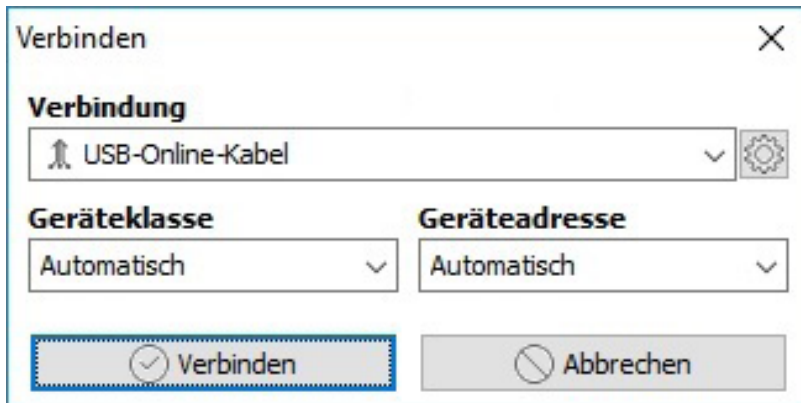 Verbinden
Verbindung
USB-Online-Kabel
Geräteklasse Geräteadresse
Automatisch Automatisch
Verbinden Abbrechen